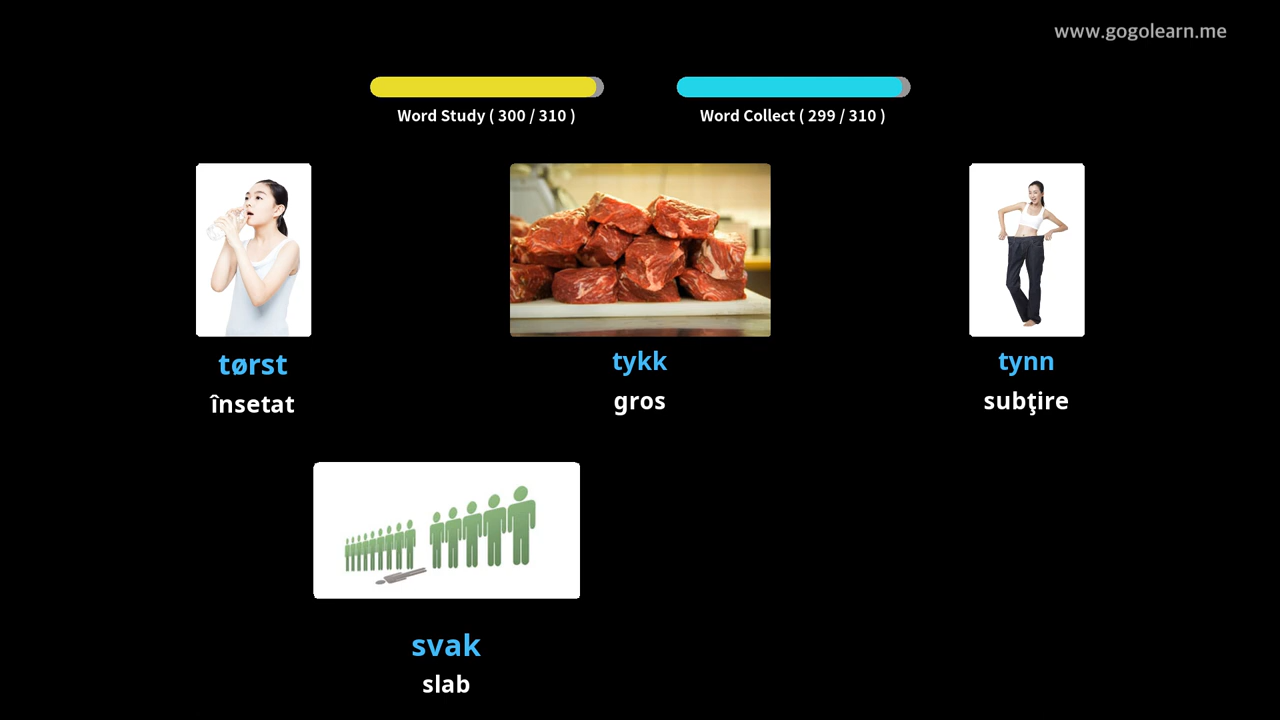 www.gogolearn.me
Word Study ( 300 / 310 )
Word Collect ( 299 / 310 )
tørst
însetat
tykk
gros
tynn
subţire
svak
slab